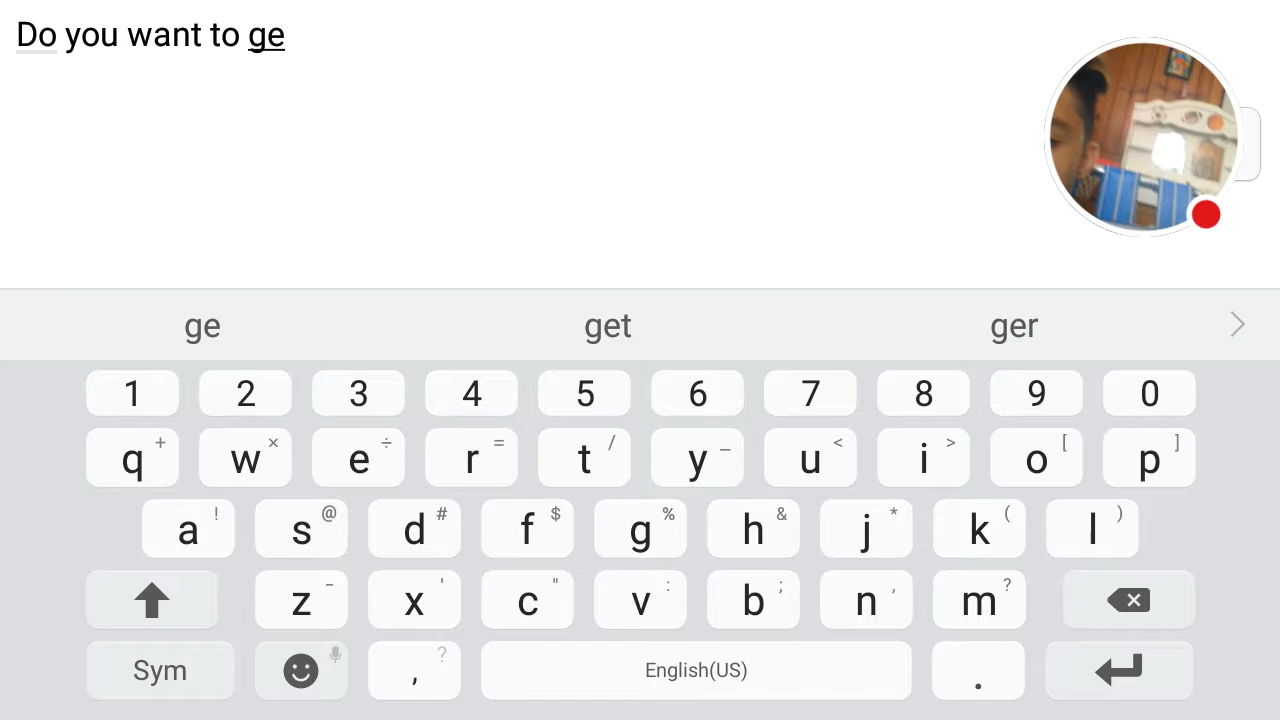 Do you want to ge
ge get ger
1 2 3 4 5 6 7 8 9 0
q + w × e ÷ r = t / y _ u < i > o [ p ]
a ! s @ d # f $ g % h & j * k ( l )
z - x ' c " v : b ; n , m ?
Sym , ? English(US) .